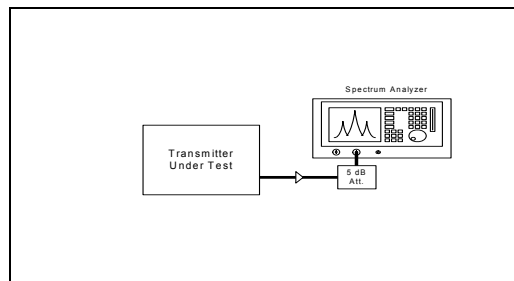 Spectrum Analyzer
Transmitter
Under Test
5 dB
Att.